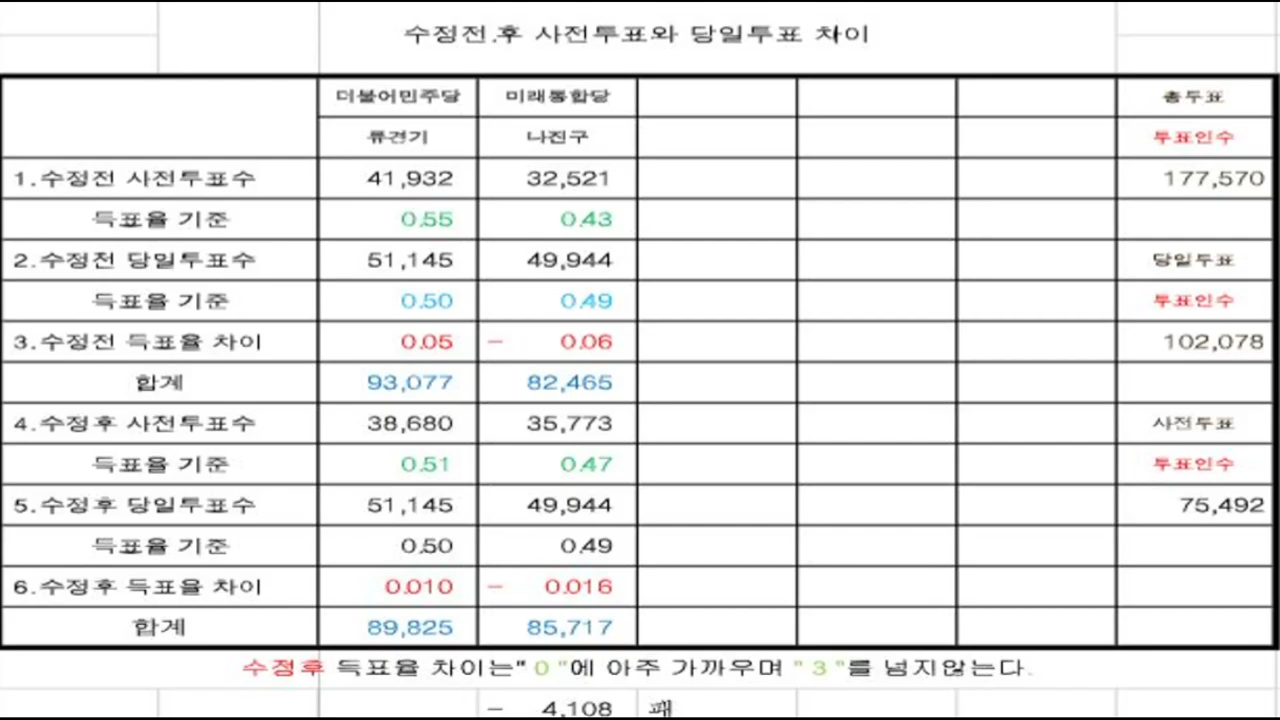 수정전.후 사전투표와 당일투표 차이
더불어민주당 미래통합당 총투표
류경기 나진구 투표인수
1.수정전 사전투표수 41,932 32,521 177,570
득표율 기준 0.55 0.43
2.수정전 당일투표수 51,145 49,944 당일투표
득표율 기준 0.50 0.49 투표인수
3.수정전 득표율 차이 0.05 - 0.06 102,078
합계 93,077 82,465
4.수정후 사전투표수 38,680 35,773 사전투표
득표율 기준 0.51 0.47 투표인수
5.수정후 당일투표수 51,145 49,944 75,492
득표율 기준 0.50 0.49
6.수정후 득표율 차이 0.010 - 0.016
합계 89,825 85,717
수정후 득표율 차이는" 0 "에 아주 가까우며 " 3 "를 넘지않는다.
- 4,108 패